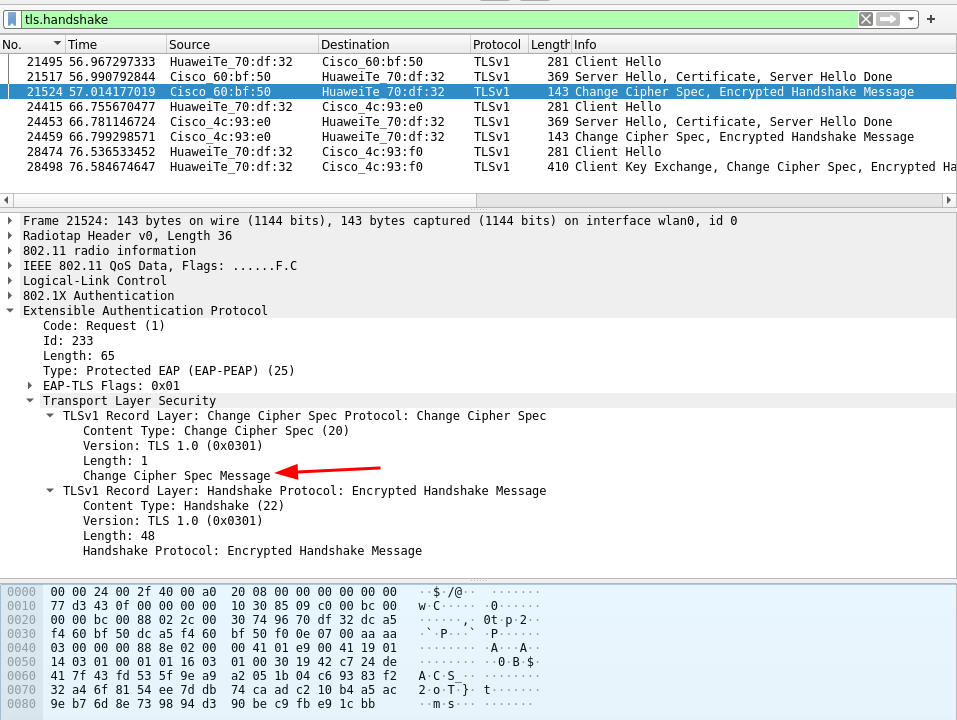 tls.handshake
No. Time Source Destination Protocol Length Info
21495 56.967297333 HuaweiTe_70:df:32 Cisco_60:bf:50 TLSv1 281 Client Hello
21517 56.990792844 Cisco_60:bf:50 HuaweiTe_70:df:32 TLSv1 369 Server Hello, Certificate, Server Hello Done
21524 57.014177019 Cisco_60:bf:50 HuaweiTe_70:df:32 TLSv1 143 Change Cipher Spec, Encrypted Handshake Message
24415 66.755670477 HuaweiTe_70:df:32 Cisco_4c:93:e0 TLSv1 281 Client Hello
24453 66.781146724 Cisco_4c:93:e0 HuaweiTe_70:df:32 TLSv1 369 Server Hello, Certificate, Server Hello Done
24459 66.799298571 Cisco_4c:93:e0 HuaweiTe_70:df:32 TLSv1 143 Change Cipher Spec, Encrypted Handshake Message
28474 76.536533452 HuaweiTe_70:df:32 Cisco_4c:93:f0 TLSv1 281 Client Hello
28498 76.584674647 HuaweiTe_70:df:32 Cisco_4c:93:f0 TLSv1 410 Client Key Exchange, Change Cipher Spec, Encrypted Ha
Frame 21524: 143 bytes on wire (1144 bits), 143 bytes captured (1144 bits) on interface wlan0, id 0
Radiotap Header v0, Length 36
802.11 radio information
IEEE 802.11 QoS Data, Flags: ......F.C
Logical-Link Control
802.1X Authentication
Extensible Authentication Protocol
Code: Request (1)
Id: 233
Length: 65
Type: Protected EAP (EAP-PEAP) (25)
EAP-TLS Flags: 0x01
Transport Layer Security
TLSv1 Record Layer: Change Cipher Spec Protocol: Change Cipher Spec
Content Type: Change Cipher Spec (20)
Version: TLS 1.0 (0x0301)
Length: 1
Change Cipher Spec Message
TLSv1 Record Layer: Handshake Protocol: Encrypted Handshake Message
Content Type: Handshake (22)
Version: TLS 1.0 (0x0301)
Length: 48
Handshake Protocol: Encrypted Handshake Message
0000 00 00 24 00 2f 40 00 a0 20 08 00 00 00 00 00 00 ··$·/@·· ·······
0010 77 d3 43 0f 00 00 00 00 10 30 85 09 c0 00 bc 00 w·C····· ·0······
0020 00 00 bc 00 88 02 2c 00 30 74 96 70 df 32 dc a5 ······,· 0t·p·2··
0030 f4 60 bf 50 dc a5 f4 60 bf 50 f0 0e 07 00 aa aa ·`·P···` ·P······
0040 03 00 00 00 88 8e 02 00 00 41 01 e9 00 41 19 01 ········ ·A···A··
0050 14 03 01 00 01 01 16 03 01 00 30 19 42 c7 24 de ········ ··0·B·$·
0060 41 7f 43 fd 53 5f 9e a9 a2 05 1b 04 c6 93 83 f2 A·C·S_·· ········
0070 32 a4 6f 81 54 ee 7d db 74 ca ad c2 10 b4 a5 ac 2·o·T·}· t·······
0080 9e b7 6d 8e 73 98 94 d3 90 be c9 fb e9 1c bb ··m·s··· ·······